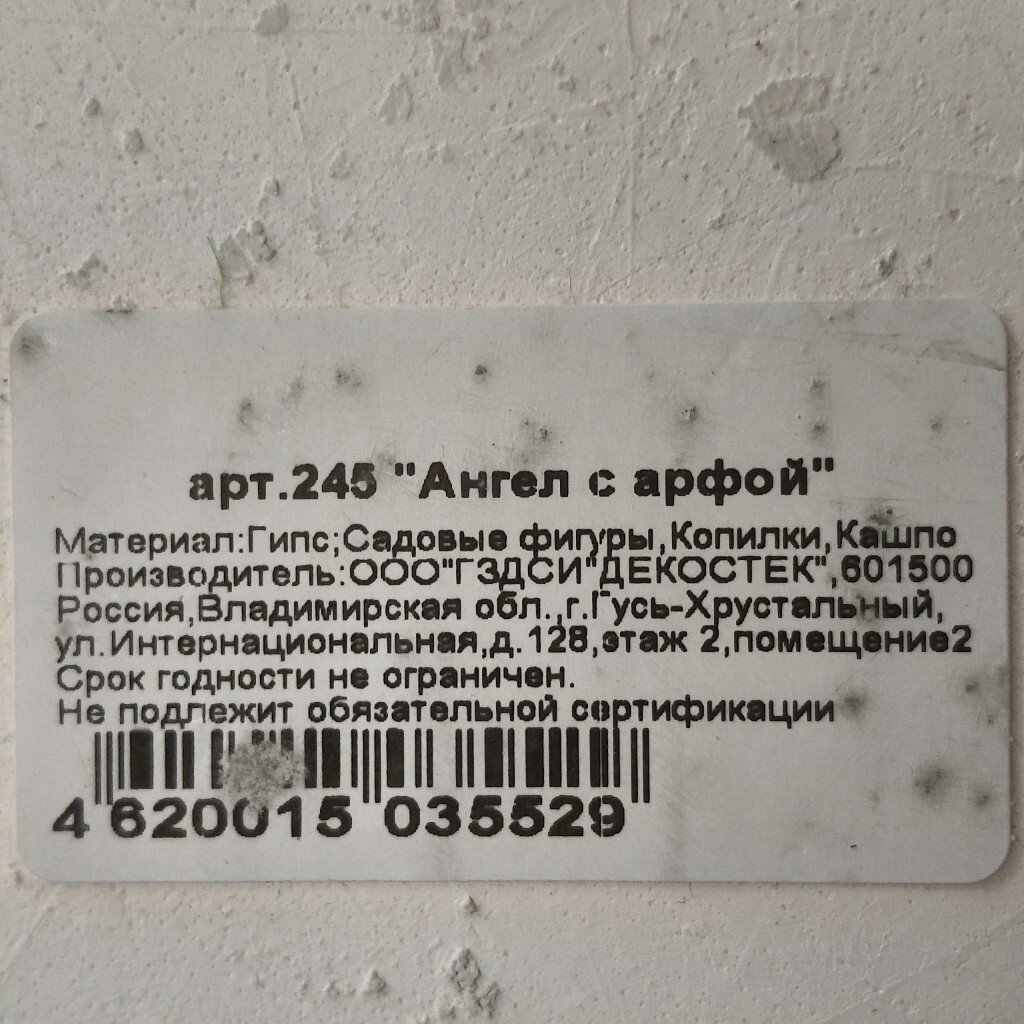 арт.245 "Ангел с арфой"
Материал:Гипс;Садовые фигуры,Копилки,Кашпо
Производитель:ООО"ГЗДСИ"ДЕКОСТЕК",601500
Россия,Владимирская обл.,г.Гусь-Хрустальный,
ул.Интернациональная,д.128,этаж 2,помещение2
Срок годности не ограничен.
Не подлежит обязательной сертификации
4 620015 035529